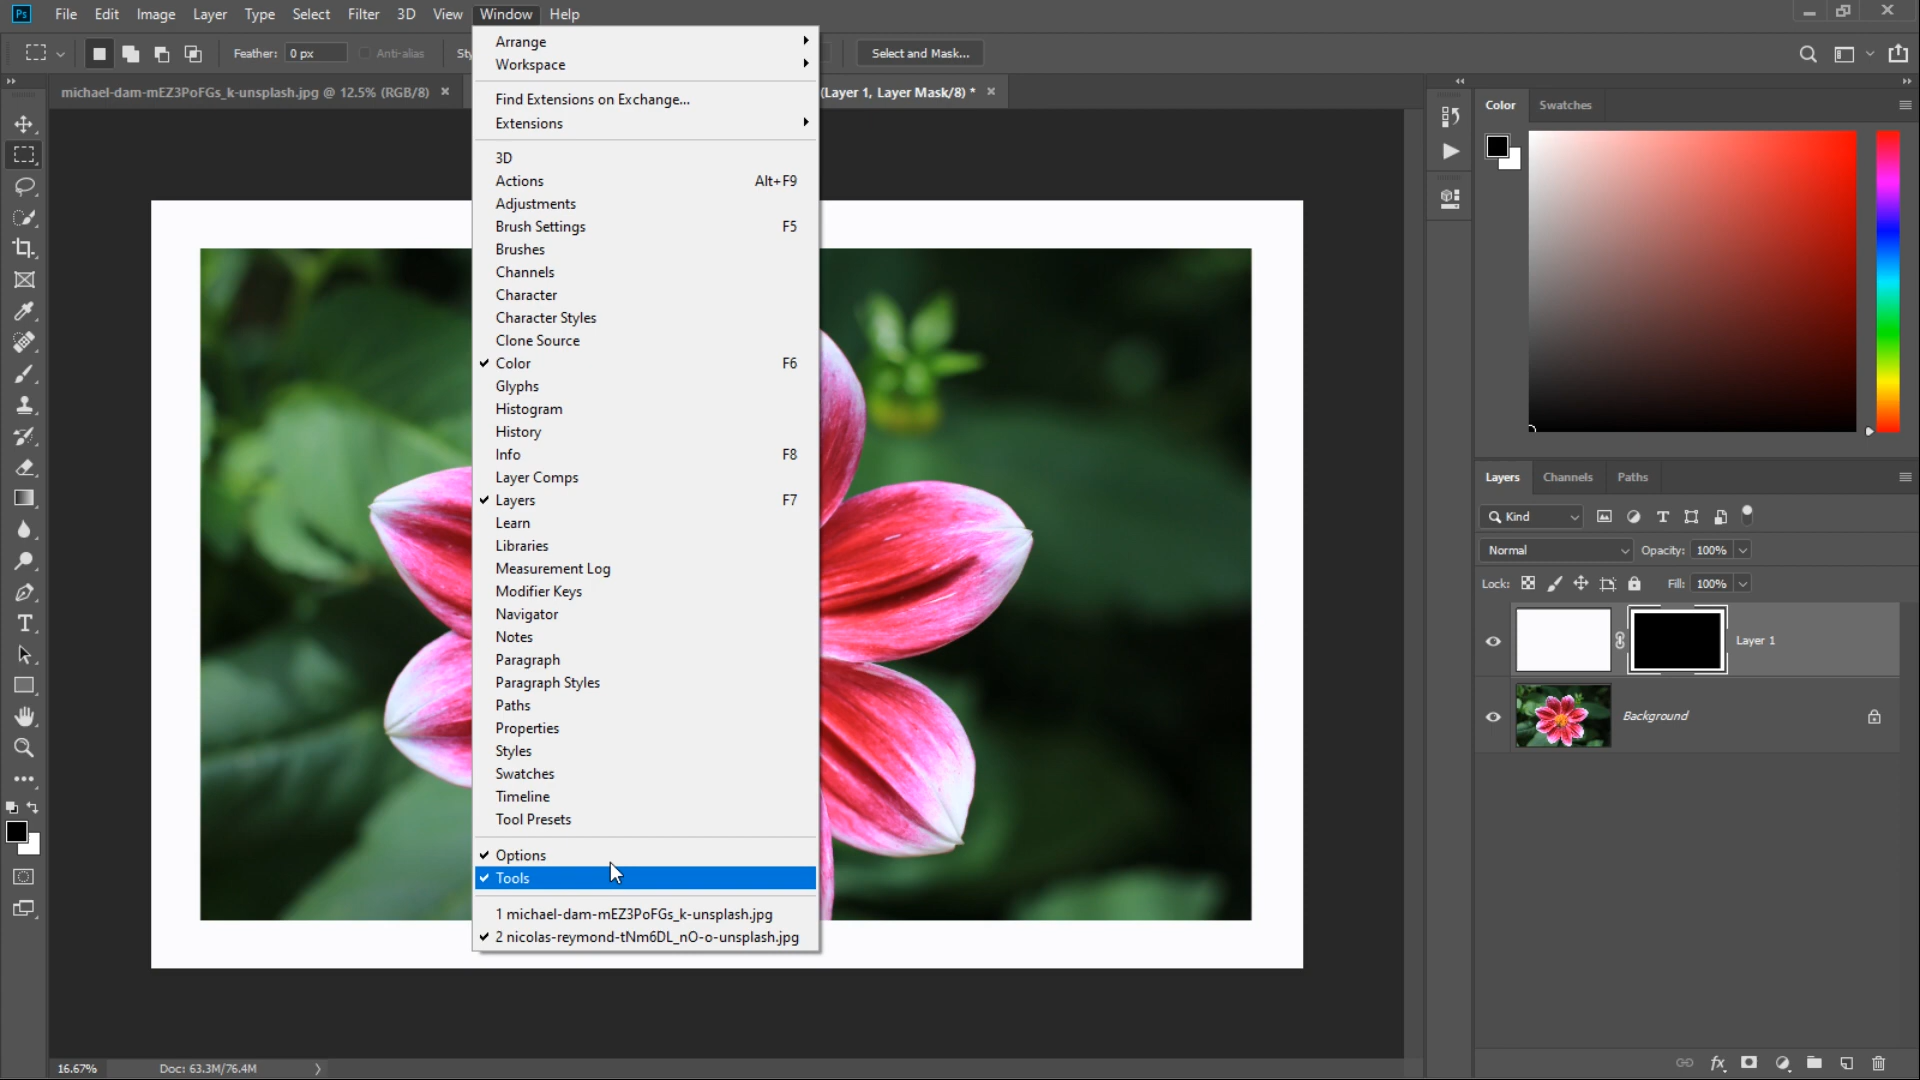 Ps File Edit Image Layer Type Select Filter 3D View Window Help
Feather: 0 px Anti-alias Sty Select and Mask...
michael-dam-mEZ3PoFGs_k-unsplash.jpg @ 12.5% (RGB/8) (Layer 1, Layer Mask/8) *
Arrange
Workspace
Find Extensions on Exchange...
Extensions
3D
Actions Alt+F9
Adjustments
Brush Settings F5
Brushes
Channels
Character
Character Styles
Clone Source
Color F6
Glyphs
Histogram
History
Info F8
Layer Comps
Layers F7
Learn
Libraries
Measurement Log
Modifier Keys
Navigator
Notes
Paragraph
Paragraph Styles
Paths
Properties
Styles
Swatches
Timeline
Tool Presets
Options
Tools
1 michael-dam-mEZ3PoFGs_k-unsplash.jpg
2 nicolas-reymond-tNm6DL_nO-o-unsplash.jpg
Color Swatches
Layers Channels Paths
Kind
Normal Opacity: 100%
Lock: Fill: 100%
Layer 1
Background
16.67% Doc: 63.3M/76.4M